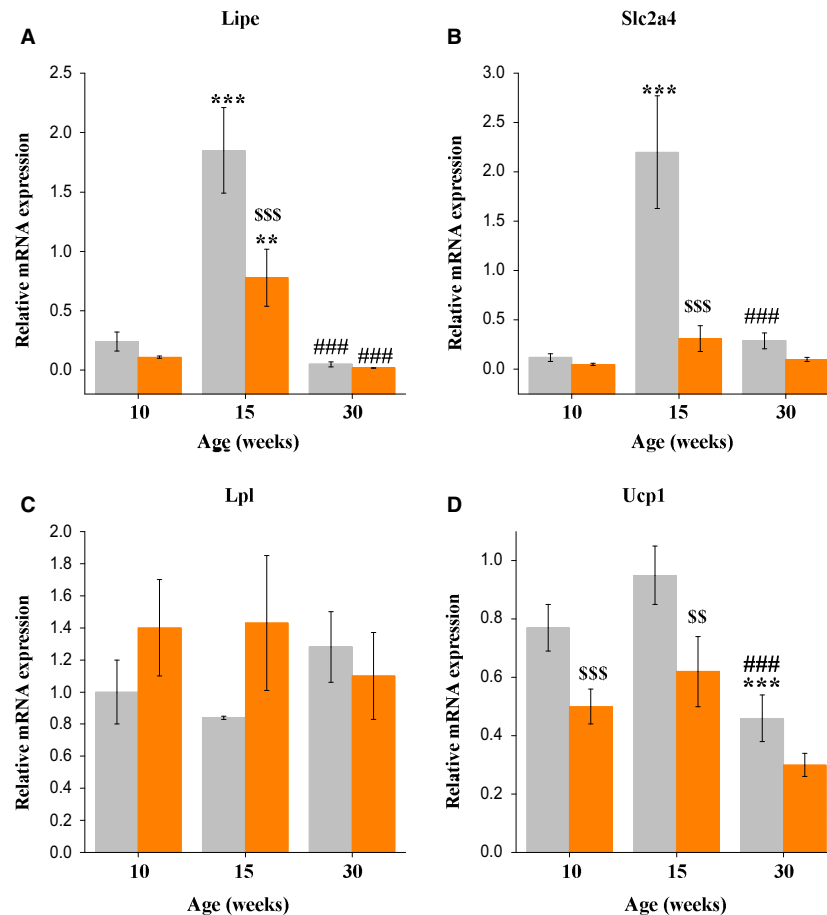 A
Lipe
Relative mRNA expression
2.5
2.0
1.5
1.0
0.5
0.0
***
$$$
**
###
###
10 15 30
Age (weeks)
B
Slc2a4
Relative mRNA expression
3.0
2.5
2.0
1.5
1.0
0.5
0.0
***
$$$
###
10 15 30
Age (weeks)
C
Lpl
Relative mRNA expression
2.0
1.8
1.6
1.4
1.2
1.0
0.8
0.6
0.4
0.2
0.0
10 15 30
Age (weeks)
D
Ucp1
Relative mRNA expression
1.0
0.8
0.6
0.4
0.2
0.0
$$$
$$
###
***
10 15 30
Age (weeks)